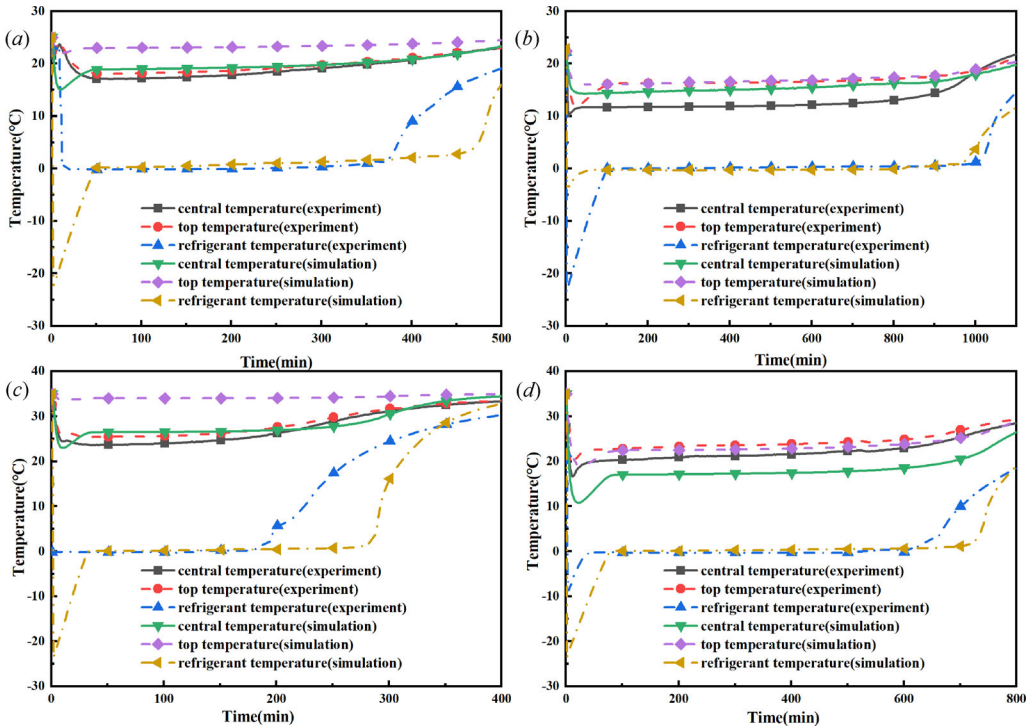 (a)
Temperature(°C)
30
20
10
0
-10
-20
-30
central temperature(experiment)
top temperature(experiment)
refrigerant temperature(experiment)
central temperature(simulation)
top temperature(simulation)
refrigerant temperature(simulation)
0 100 200 300 400 500
Time(min)
(b)
Temperature(°C)
30
20
10
0
-10
-20
-30
central temperature(experiment)
top temperature(experiment)
refrigerant temperature(experiment)
central temperature(simulation)
top temperature(simulation)
refrigerant temperature(simulation)
0 200 400 600 800 1000
Time(min)
(c)
Temperature(°C)
40
30
20
10
0
-10
-20
-30
central temperature(experiment)
top temperature(experiment)
refrigerant temperature(experiment)
central temperature(simulation)
top temperature(simulation)
refrigerant temperature(simulation)
0 100 200 300 400
Time(min)
(d)
Temperature(°C)
40
30
20
10
0
-10
-20
-30
central temperature(experiment)
top temperature(experiment)
refrigerant temperature(experiment)
central temperature(simulation)
top temperature(simulation)
refrigerant temperature(simulation)
0 200 400 600 800
Time(min)